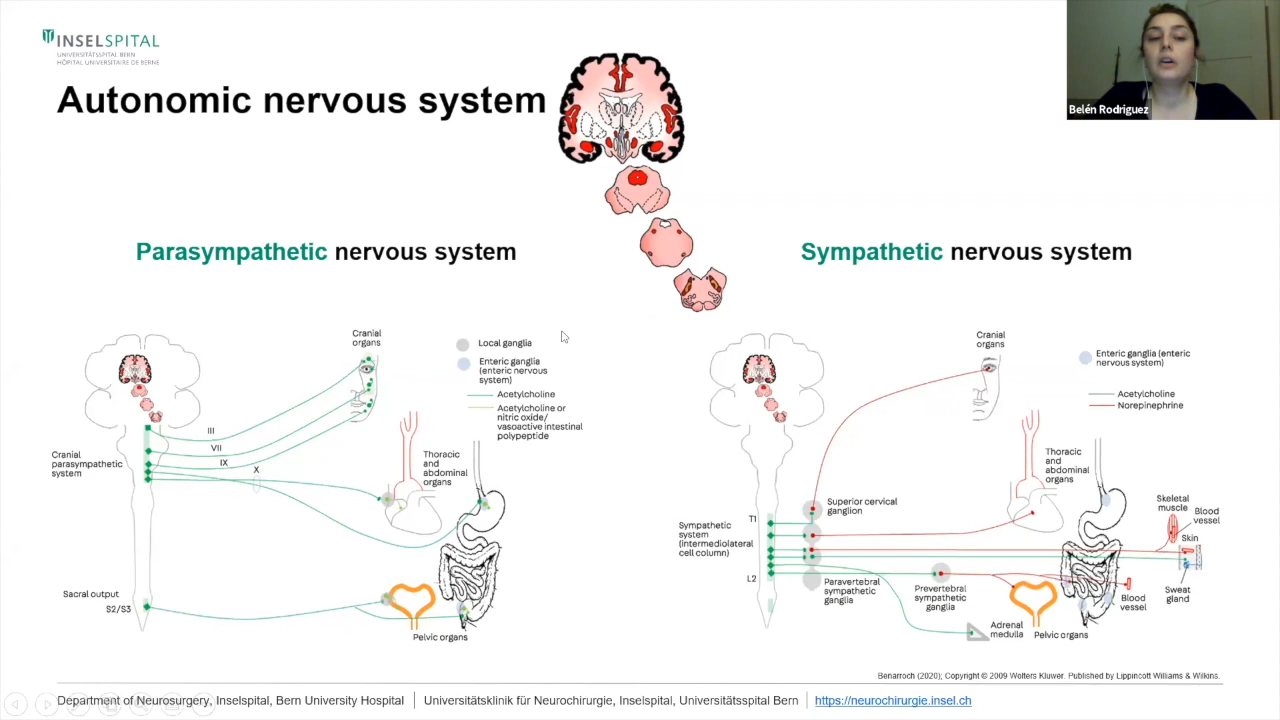 INSELSPITAL
UNIVERSITÄTSSPITAL BERN
HÔPITAL UNIVERSITAIRE DE BERNE
Autonomic nervous system
Belén Rodriguez
Parasympathetic nervous system
Sympathetic nervous system
Cranial
organs
Local ganglia
Enteric ganglia
(enteric nervous
system)
Acetylcholine
Acetylcholine or
nitric oxide/
vasoactive intestinal
polypeptide
III
VII
IX
X
Cranial
parasympathetic
system
Thoracic
and
abdominal
organs
Sacral output
S2/S3
Pelvic organs
Cranial
organs
Enteric ganglia (enteric
nervous system)
Acetylcholine
Norepinephrine
Thoracic
and
abdominal
organs
Superior cervical
ganglion
Skeletal
muscle
Blood
vessel
Skin
T1
Sympathetic
system
(intermediolateral
cell column)
L2
Paravertebral
sympathetic
ganglia
Prevertebral
sympathetic
ganglia
Blood
vessel
Sweat
gland
Adrenal
medulla
Pelvic organs
Benarroch (2020); Copyright © 2009 Wolters Kluwer. Published by Lippincott Williams & Wilkins.
Department of Neurosurgery, Inselspital, Bern University Hospital | Universitätsklinik für Neurochirurgie, Inselspital, Universitätsspital Bern | https://neurochirurgie.insel.ch